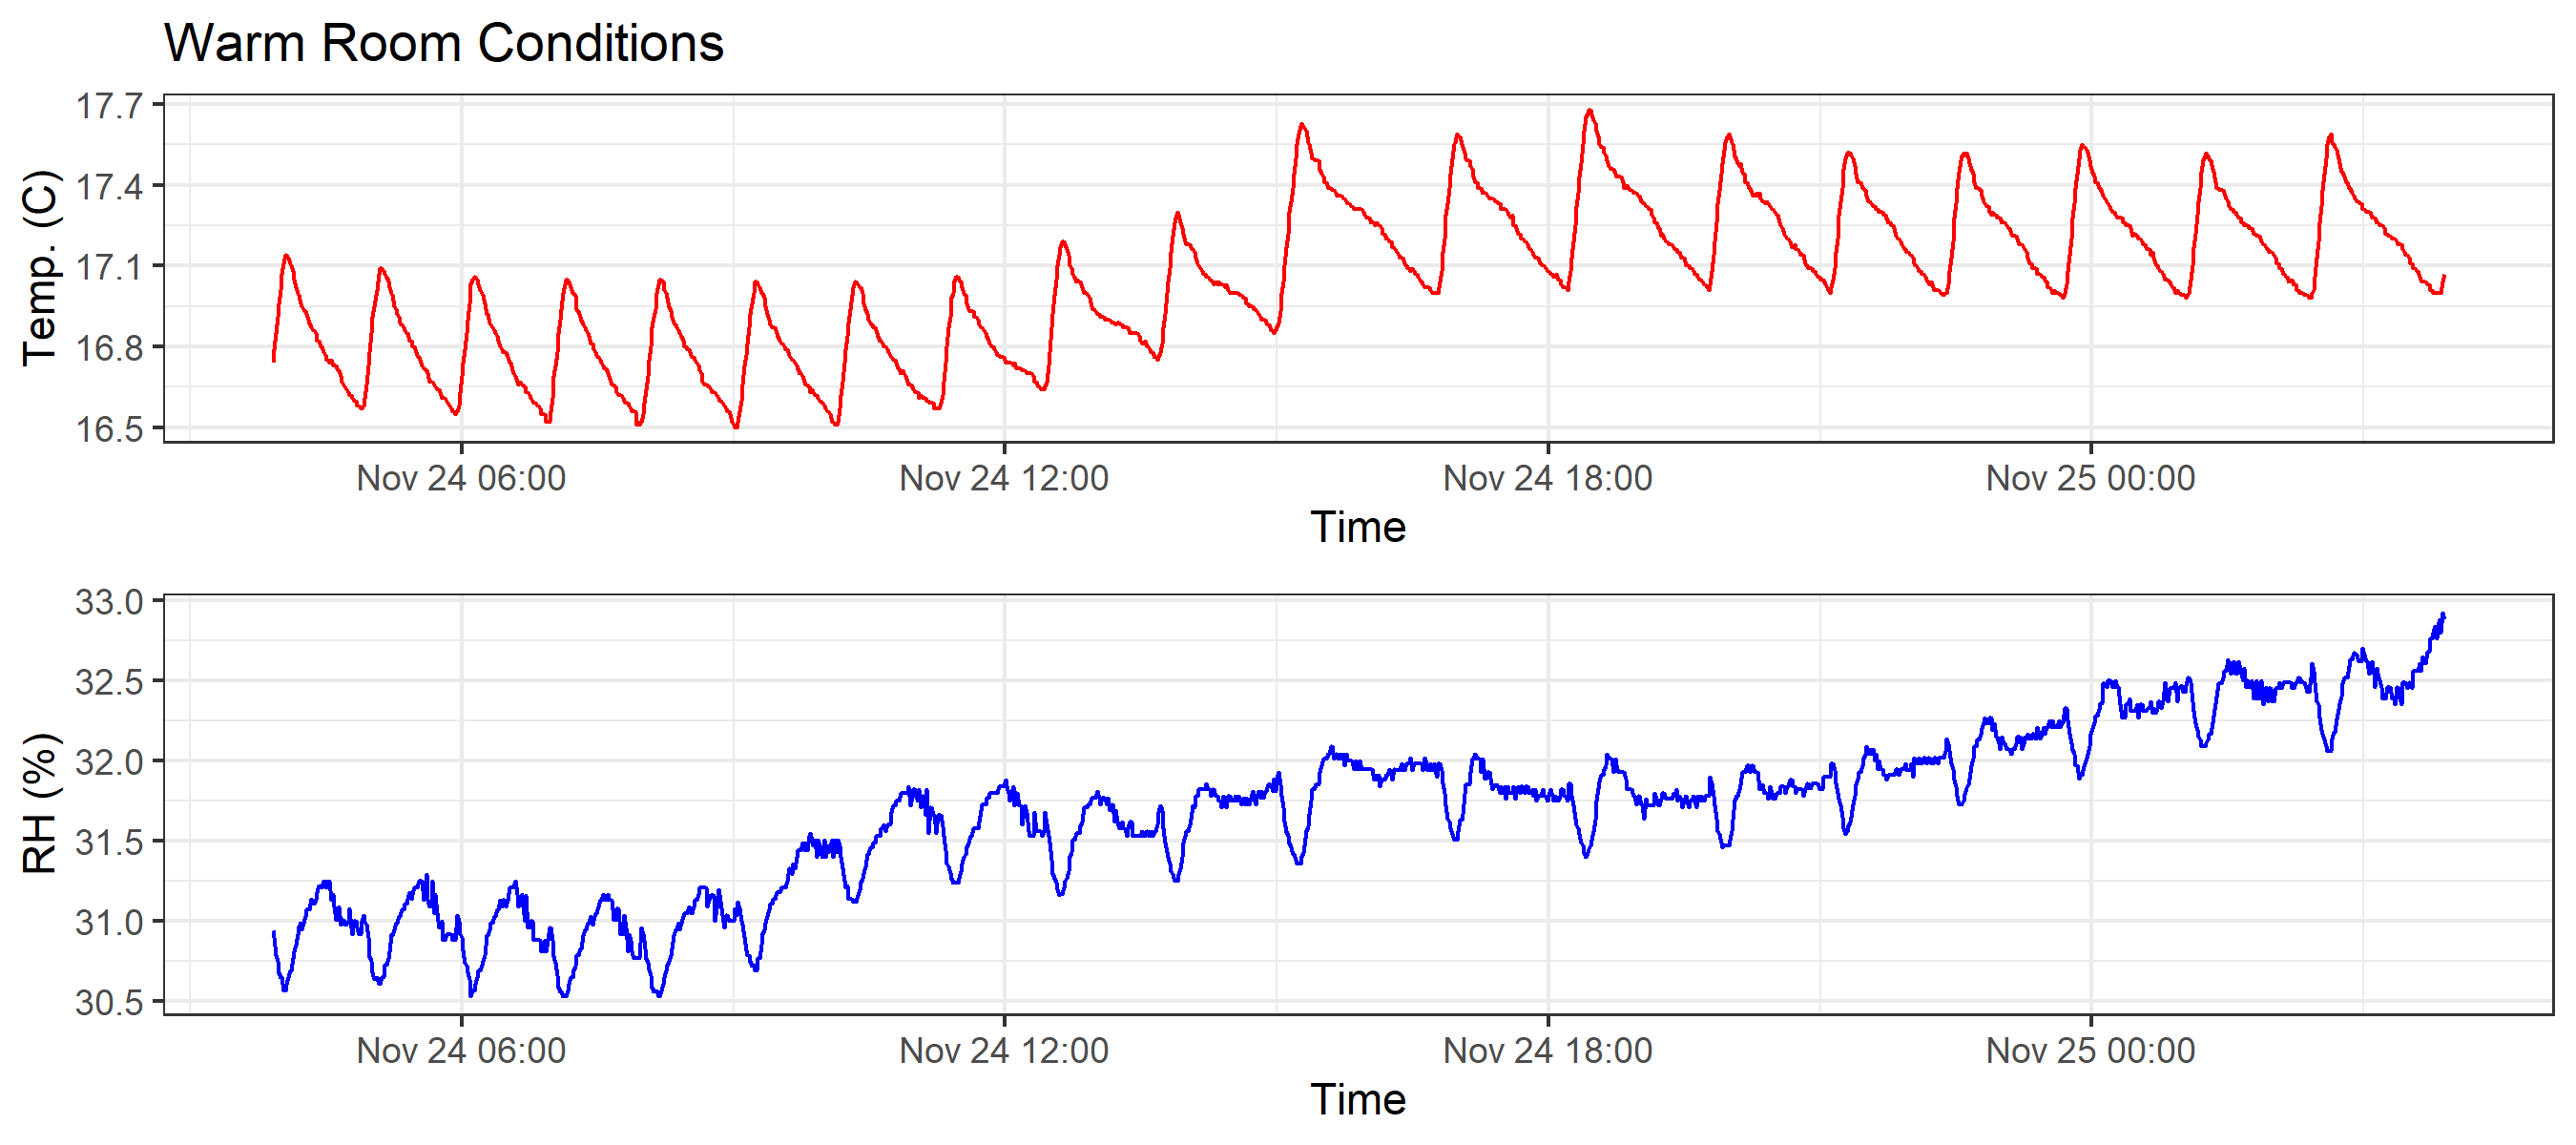 Warm Room Conditions
Temp. (C)
17.7
17.4
17.1
16.8
16.5
Nov 24 06:00 Nov 24 12:00 Nov 24 18:00 Nov 25 00:00
Time
RH (%)
33.0
32.5
32.0
31.5
31.0
30.5
Nov 24 06:00 Nov 24 12:00 Nov 24 18:00 Nov 25 00:00
Time